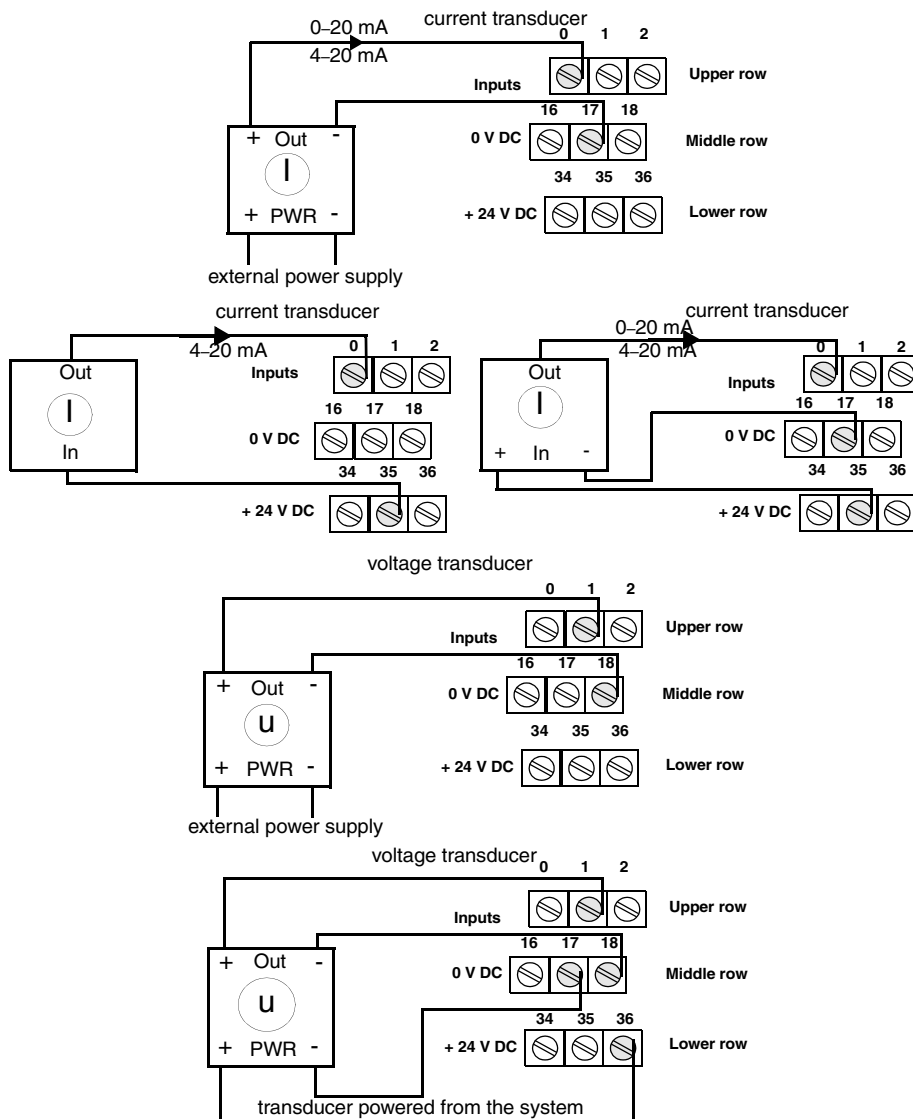 current transducer
0–20 mA
4–20 mA
0 1 2
Upper row
Inputs
16 17 18
0 V DC
Middle row
+ Out -
I
+ PWR -
34 35 36
+ 24 V DC
Lower row
external power supply
current transducer
4–20 mA
0 1 2
Out
Inputs
I
16 17 18
0 V DC
In
34 35 36
+ 24 V DC
current transducer
0–20 mA
4–20 mA
0 1 2
Out
Inputs
I
16 17 18
0 V DC
+ In -
34 35 36
+ 24 V DC
voltage transducer
0 1 2
Upper row
Inputs
16 17 18
0 V DC
Middle row
+ Out -
u
+ PWR -
34 35 36
+ 24 V DC
Lower row
external power supply
voltage transducer
0 1 2
Upper row
Inputs
16 17 18
0 V DC
Middle row
+ Out -
u
+ PWR -
34 35 36
+ 24 V DC
Lower row
transducer powered from the system